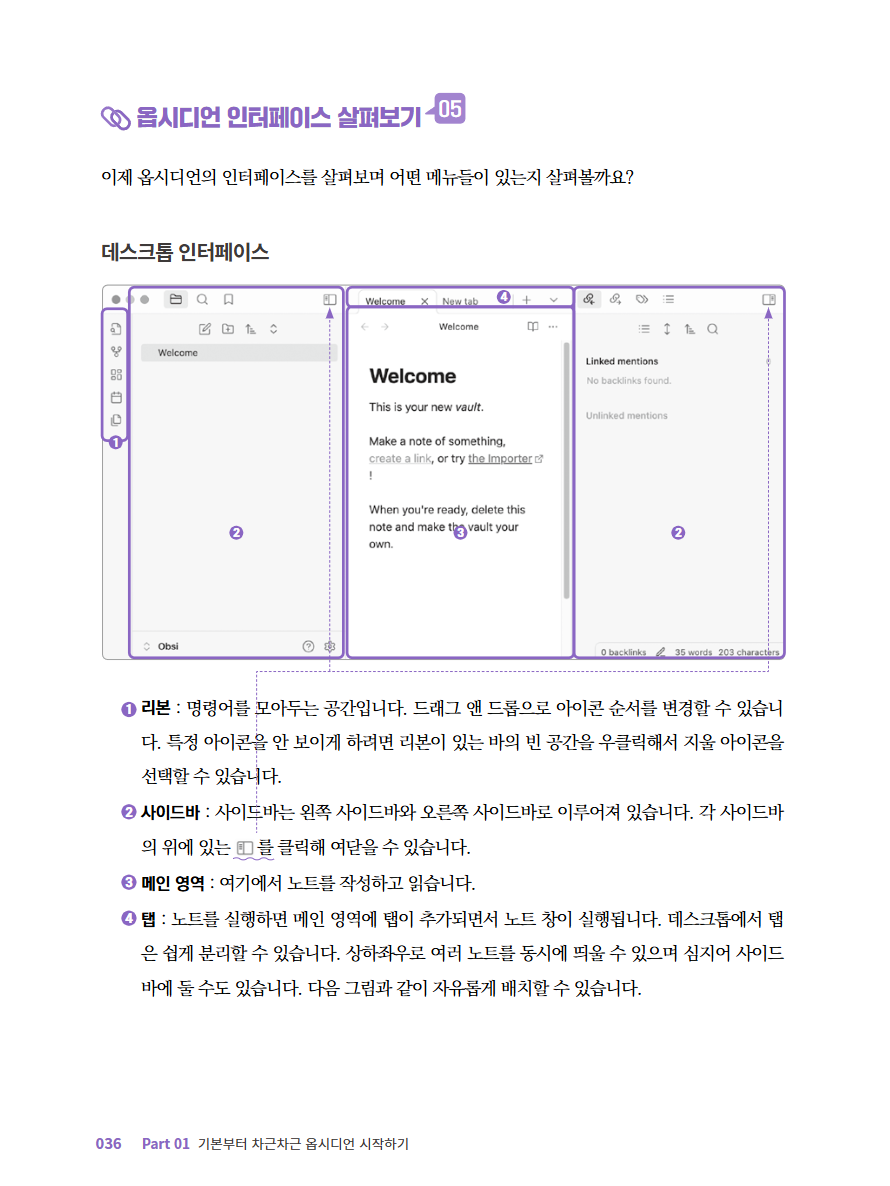 옵시디언 인터페이스 살펴보기 05
이제 옵시디언의 인터페이스를 살펴보며 어떤 메뉴들이 있는지 살펴볼까요?
데스크톱 인터페이스
Welcome
Obsi
1
2
Welcome
New tab
4
Welcome
Welcome
This is your new vault.
Make a note of something,
create a link, or try the Importer
!
When you're ready, delete this
note and make the vault your
own.
3
Linked mentions
No backlinks found.
Unlinked mentions
2
0 backlinks 35 words 203 characters
1 리본 : 명령어를 모아두는 공간입니다. 드래그 앤 드롭으로 아이콘 순서를 변경할 수 있습니
다. 특정 아이콘을 안 보이게 하려면 리본이 있는 바의 빈 공간을 우클릭해서 지울 아이콘을
선택할 수 있습니다.
2 사이드바 : 사이드바는 왼쪽 사이드바와 오른쪽 사이드바로 이루어져 있습니다. 각 사이드바
의 위에 있는 를 클릭해 여닫을 수 있습니다.
3 메인 영역 : 여기에서 노트를 작성하고 읽습니다.
4 탭 : 노트를 실행하면 메인 영역에 탭이 추가되면서 노트 창이 실행됩니다. 데스크톱에서 탭
은 쉽게 분리할 수 있습니다. 상하좌우로 여러 노트를 동시에 띄울 수 있으며 심지어 사이드
바에 둘 수도 있습니다. 다음 그림과 같이 자유롭게 배치할 수 있습니다.
036 Part 01 기본부터 차근차근 옵시디언 시작하기